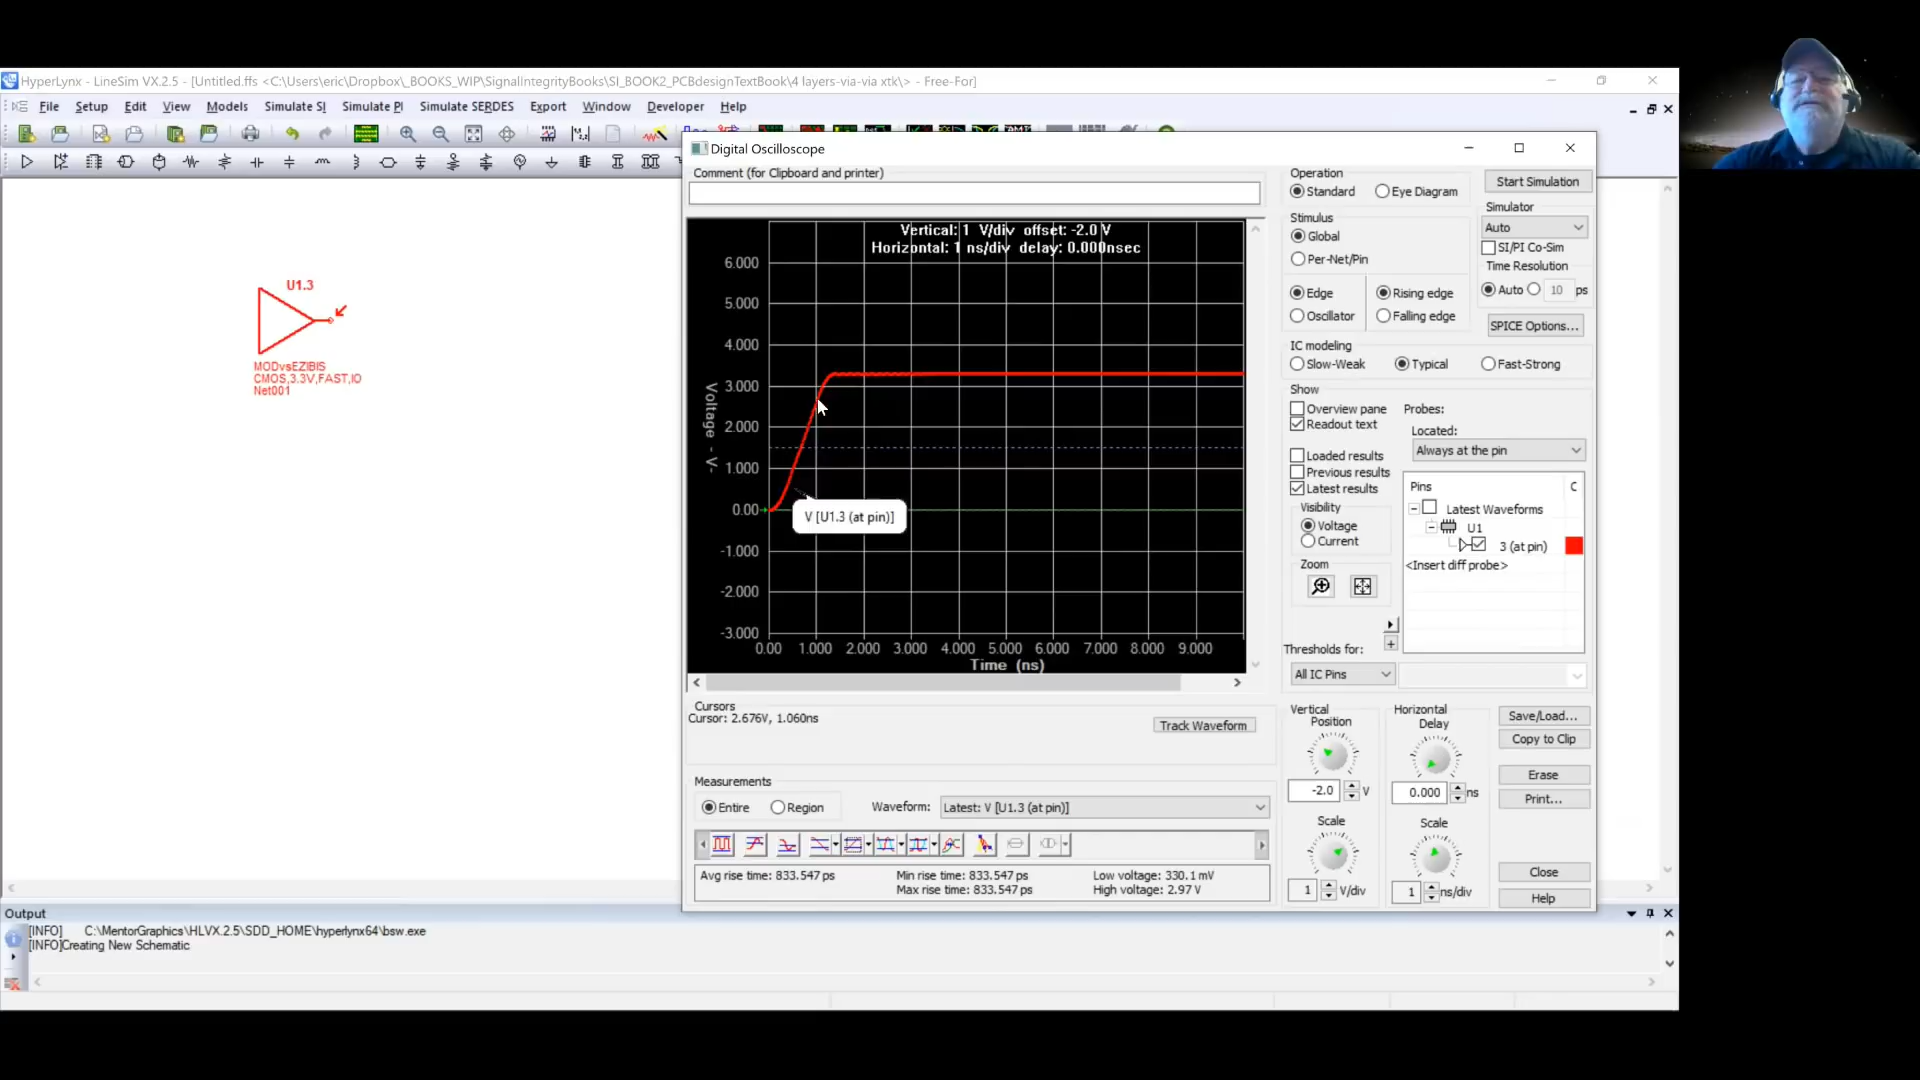 HyperLynx - LineSim VX.2.5 - [Untitled.ffs <C:\Users\eric\Dropbox\_BOOKS_WIP\SignalIntegrityBooks\SI_BOOK2_PCBdesignTextBook\4 layers-via-via xtk\> - Free-For]
File Setup Edit View Models Simulate SI Simulate PI Simulate SERDES Export Window Developer Help
U1.3
MODvsEZIBIS
CMOS,3.3V,FAST,IO
Net001
Digital Oscilloscope
Comment (for Clipboard and printer)
Vertical: 1 V/div offset: -2.0 V
Horizontal: 1 ns/div delay: 0.000nsec
6.000
5.000
4.000
3.000
2.000
1.000
0.00
-1.000
-2.000
-3.000
Voltage -V-
V [U1.3 (at pin)]
0.00 1.000 2.000 3.000 4.000 5.000 6.000 7.000 8.000 9.000
Time (ns)
Cursors
Cursor: 2.676V, 1.060ns
Track Waveform
Measurements
Entire Region Waveform: Latest: V [U1.3 (at pin)]
Avg rise time: 833.547 ps Min rise time: 833.547 ps Low voltage: 330.1 mV
Max rise time: 833.547 ps High voltage: 2.97 V
Operation
Standard Eye Diagram
Start Simulation
Stimulus
Global
Per-Net/Pin
Edge Rising edge
Oscillator Falling edge
Simulator
Auto
SI/PI Co-Sim
Time Resolution
Auto 10 ps
SPICE Options...
IC modeling
Slow-Weak Typical Fast-Strong
Show
Overview pane
Readout text
Loaded results
Previous results
Latest results
Visibility
Voltage
Current
Zoom
Probes:
Located:
Always at the pin
Pins C
Latest Waveforms
U1
3 (at pin)
<Insert diff probe>
Thresholds for:
All IC Pins
Vertical
Position
-2.0 V
Scale
1 V/div
Horizontal
Delay
0.000 ns
Scale
1 ns/div
Save/Load...
Copy to Clip
Erase
Print...
Close
Help
Output
[INFO] C:\MentorGraphics\HLVX.2.5\SDD_HOME\hyperlynx64\bsw.exe
[INFO]Creating New Schematic